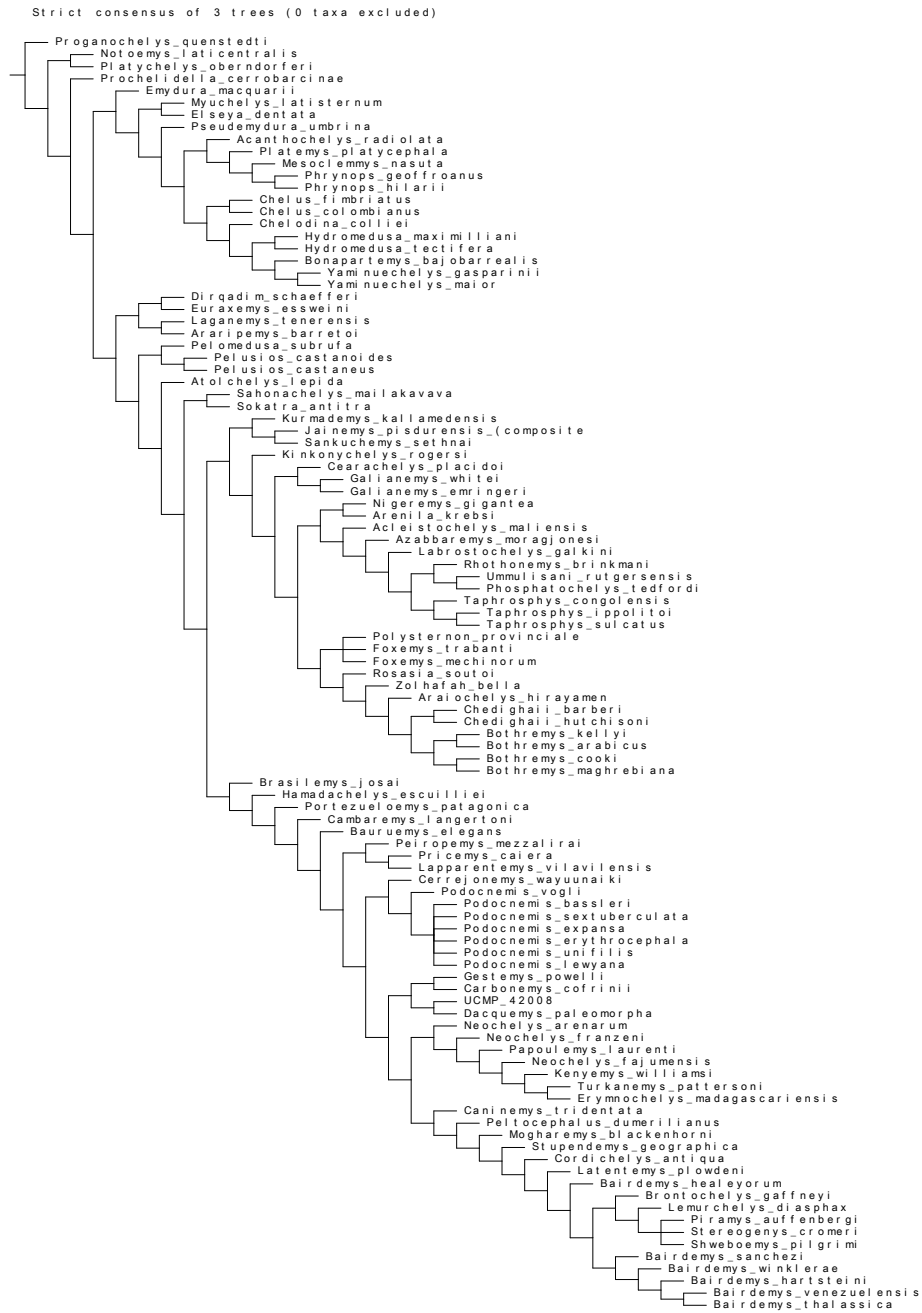 Strict consensus of 3 trees (0 taxa excluded)
Proganochelys_quenstedti
Notoemys_laticentralis
Platychelys_oberndorferi
Prochelidella_cerrobarcinae
Emydura_macquarii
Myuchelys_latisternum
Elseya_dentata
Pseudemydura_umbrina
Acanthochelys_radiolata
Platemys_platycephala
Mesoclemmys_nasuta
Phrynops_geoffroanus
Phrynops_hilarii
Chelus_fimbriatus
Chelus_colombianus
Chelodina_colliei
Hydromedusa_maximilliani
Hydromedusa_tectifera
Bonapartemys_bajobarrealis
Yaminuechelys_gasparinii
Yaminuechelys_maior
Dirqadim_schaefferi
Euraxemys_essweini
Laganemys_tenerensis
Araripemys_barretoi
Pelomedusa_subrufa
Pelusios_castanoides
Pelusios_castaneus
Atolchelys_lepida
Sahonachelys_mailakavava
Sokatra_antitra
Kurmademys_kallamedensis
Jainemys_pisdurensis_(composite
Sankuchemys_sethnai
Kinkonychelys_rogersi
Cearachelys_placidoi
Galianemys_whitei
Galianemys_emringeri
Nigeremys_gigantea
Arenila_krebsi
Acleistochelys_maliensis
Azabbaremys_moragjonesi
Labrostochelys_galkini
Rhothonemys_brinkmani
Ummulisani_rutgersensis
Phosphatochelys_tedfordi
Taphrosphys_congolensis
Taphrosphys_ippolitoi
Taphrosphys_sulcatus
Polysternon_provinciale
Foxemys_trabanti
Foxemys_mechinorum
Rosasia_soutoi
Zolhafah_bella
Araiochelys_hirayamen
Chedighaii_barberi
Chedighaii_hutchisoni
Bothremys_kellyi
Bothremys_arabicus
Bothremys_cooki
Bothremys_maghrebiana
Brasilemys_josai
Hamadachelys_escuilliei
Portezueloemys_patagonica
Cambaremys_langertoni
Bauruemys_elegans
Peiropemys_mezzalirai
Pricemys_caiera
Lapparentemys_vilavilensis
Cerrejonemys_wayuunaiki
Podocnemis_vogli
Podocnemis_bassleri
Podocnemis_sextuberculata
Podocnemis_expansa
Podocnemis_erythrocephala
Podocnemis_unifilis
Podocnemis_lewyana
Gestemys_powelli
Carbonemys_cofrinii
UCMP_42008
Dacquemys_paleomorpha
Neochelys_arenarum
Neochelys_franzeni
Papoulemys_laurenti
Neochelys_fajumensis
Kenyemys_williamsi
Turkanemys_pattersoni
Erymnochelys_madagascariensis
Caninemys_tridentata
Peltocephalus_dumerilianus
Mogharemys_blackenhorni
Stupendemys_geographica
Cordichelys_antiqua
Latentemys_plowdeni
Bairdemys_healeyorum
Brontochelys_gaffneyi
Lemurchelys_diasphax
Piramys_auffenbergi
Stereogenys_cromeri
Shweboemys_pilgrimi
Bairdemys_sanchezi
Bairdemys_winklerae
Bairdemys_hartsteini
Bairdemys_venezuelensis
Bairdemys_thalassica